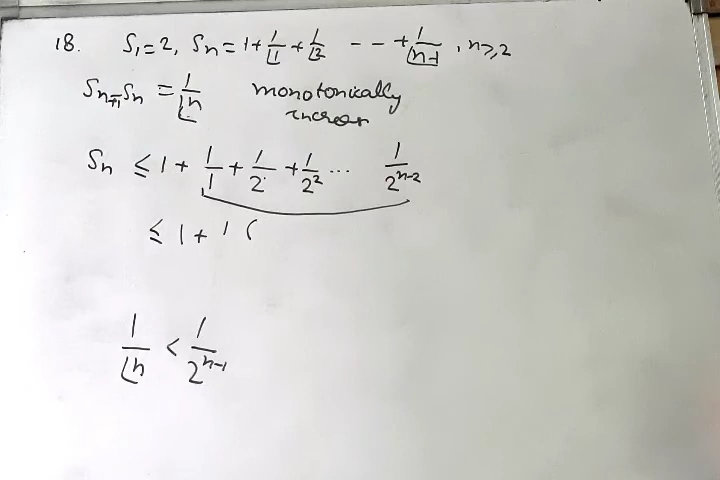 18. S₁=2, Sn = 1+1/⌊1+1/⌊2 -- +1/⌊n-1, n≥2
Sn+1-Sn = 1/⌊n monotonically
Sn ≤ 1+1/1+1/2+1/2² ... 1/2ⁿ⁻²
≤ 1+1(
1/⌊n < 1/2ⁿ⁻¹